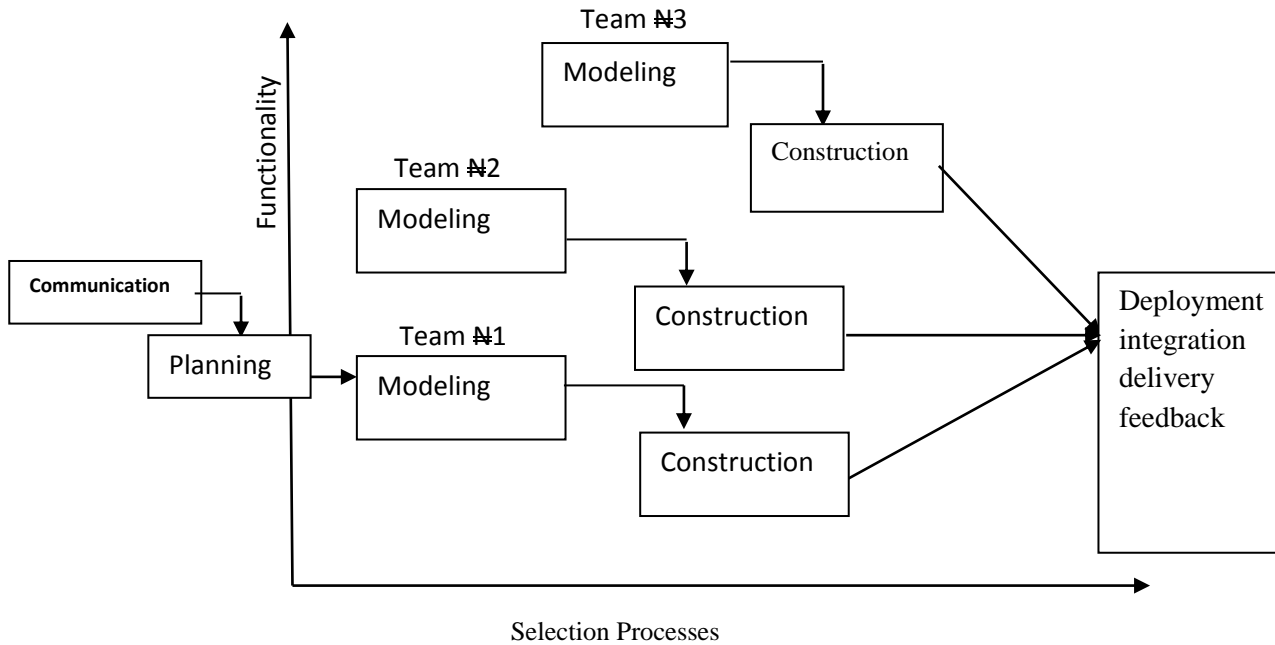 Team ₦3
Modeling
Construction
Functionality
Team ₦2
Modeling
Construction
Communication
Planning
Team ₦1
Modeling
Construction
Deployment
integration
delivery
feedback
Selection Processes